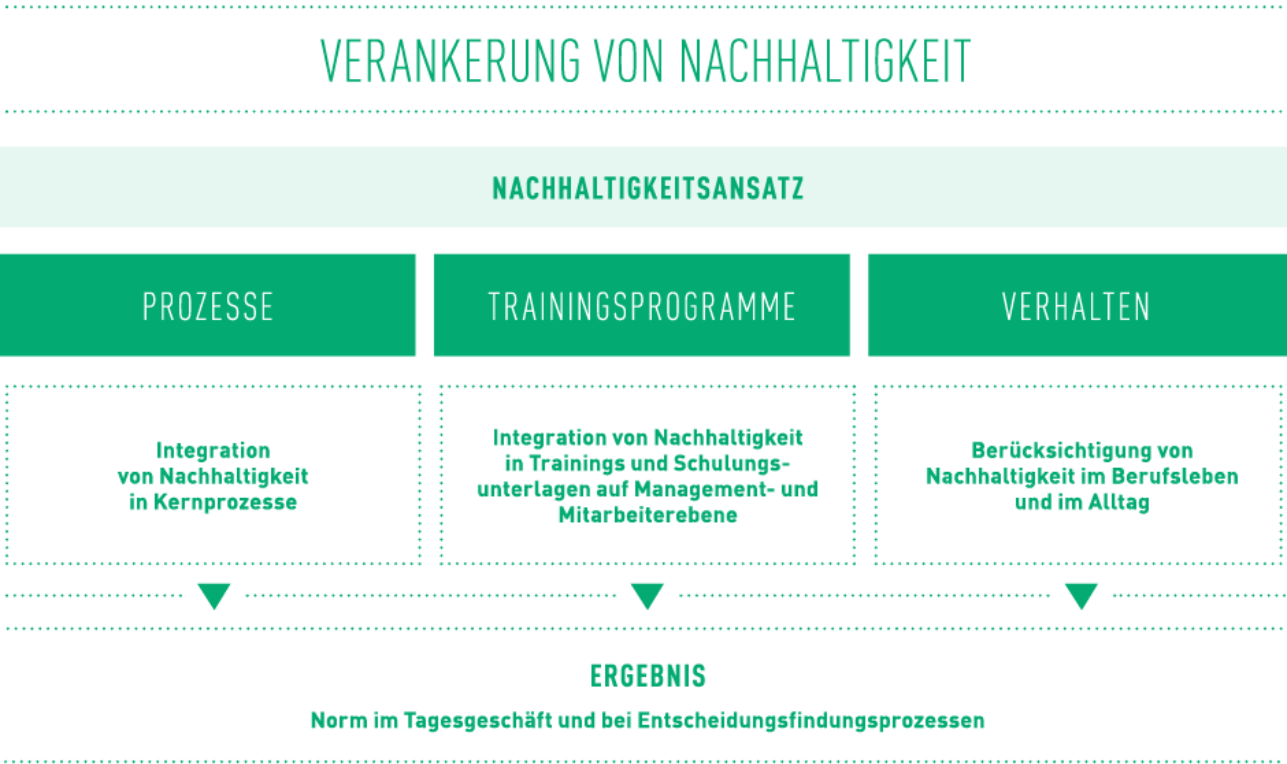 VERANKERUNG VON NACHHALTIGKEIT
NACHHALTIGKEITSANSATZ
PROZESSE
TRAININGSPROGRAMME
VERHALTEN
Integration
von Nachhaltigkeit
in Kernprozesse
Integration von Nachhaltigkeit
in Trainings und Schulungs-
unterlagen auf Management- und
Mitarbeiterebene
Berücksichtigung von
Nachhaltigkeit im Berufsleben
und im Alltag
ERGEBNIS
Norm im Tagesgeschäft und bei Entscheidungsfindungsprozessen